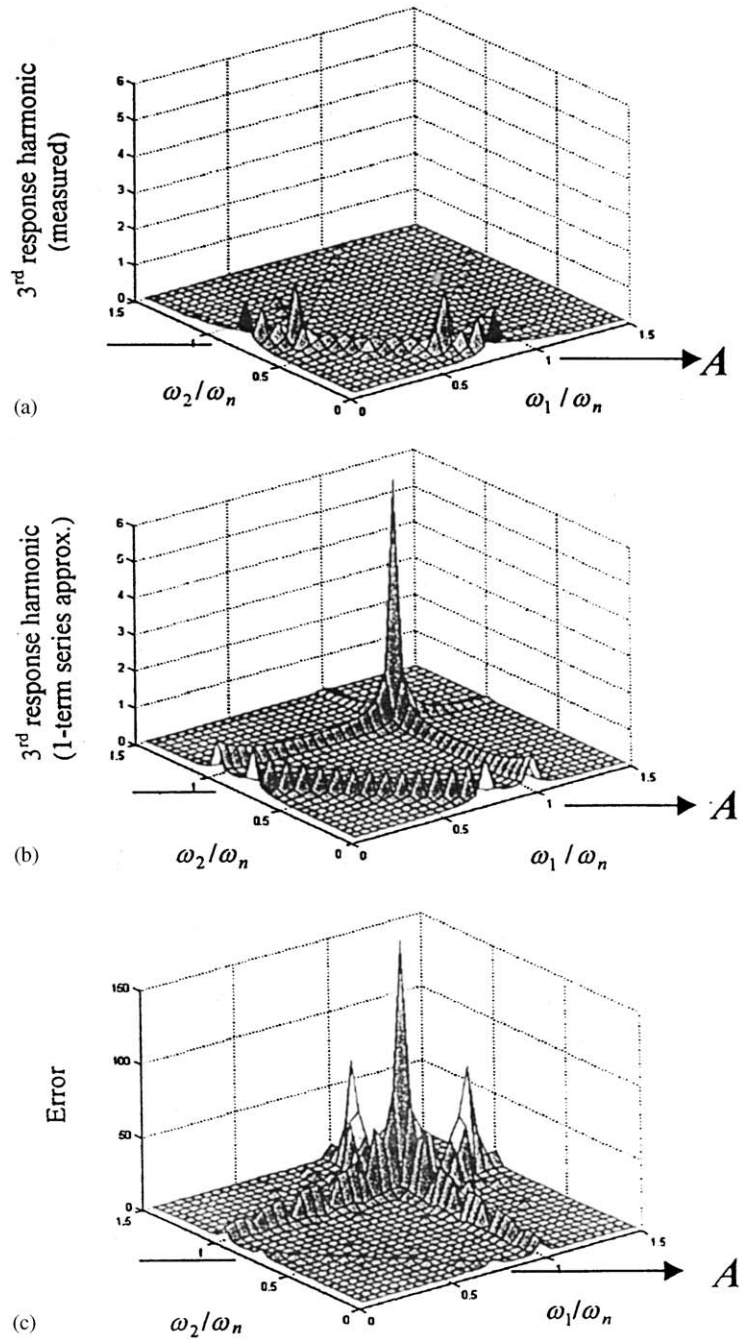 6
5
4
3
2
1
0
1.5
1
0.5
0
0
0.5
1
1.5
3rd response harmonic
(measured)
ω2/ωn
ω1/ωn
A
(a)
6
5
4
3
2
1
0
1.5
1
0.5
0
0
0.5
1
1.5
3rd response harmonic
(1-term series approx.)
ω2/ωn
ω1/ωn
A
(b)
150
100
50
0
1.5
1
0.5
0
0
0.5
1
1.5
Error
ω2/ωn
ω1/ωn
A
(c)